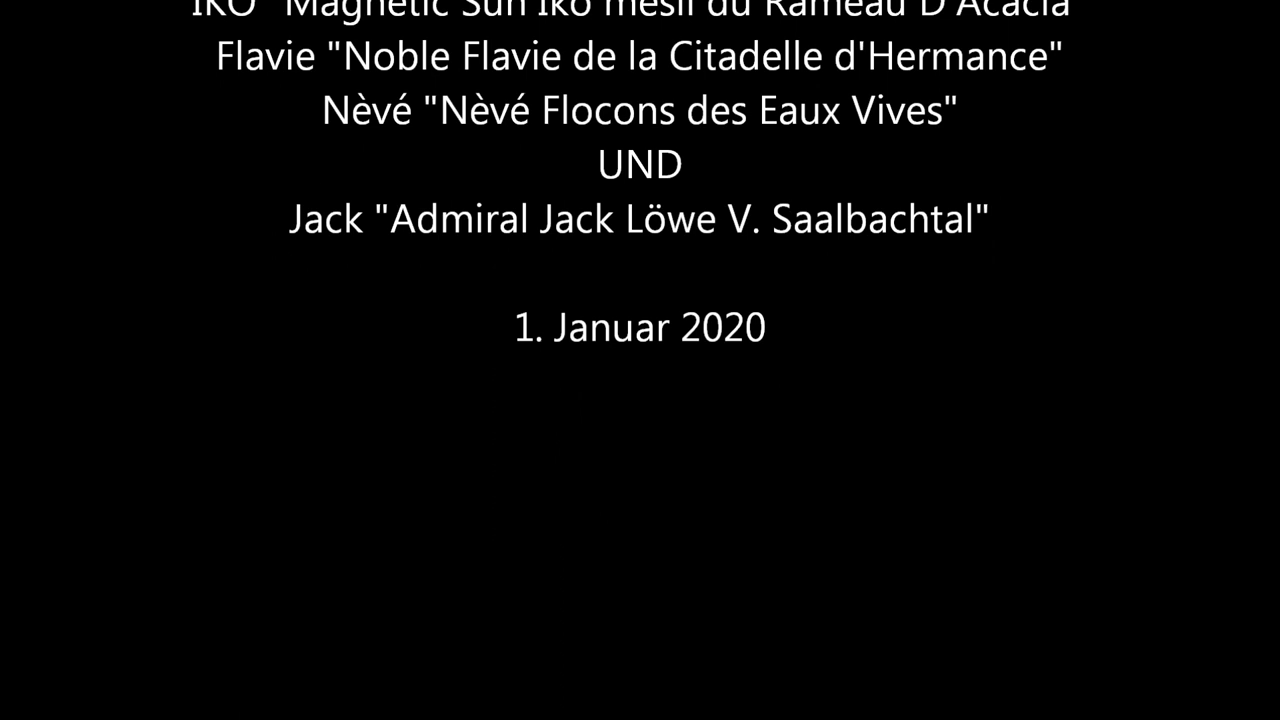 IKO "Magnetic Sun Iko mesil du Rameau D'Acacia"
Flavie "Noble Flavie de la Citadelle d'Hermance"
Nèvé "Nèvé Flocons des Eaux Vives"
UND
Jack "Admiral Jack Löwe V. Saalbachtal"
1. Januar 2020